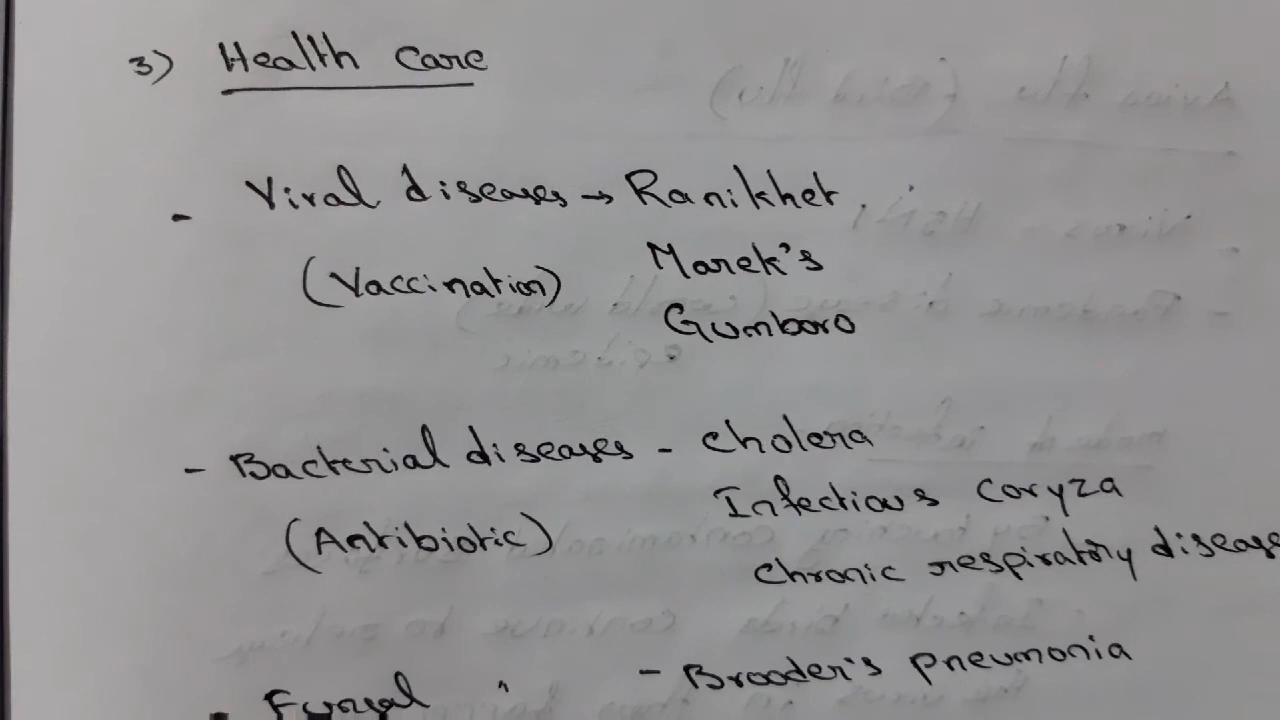 3) Health Care
- Viral diseases → Ranikhet,
(Vaccination) Marek's
Gumboro
- Bacterial diseases - Cholera
Infectious Coryza
(Antibiotic)
Chronic respiratory disease
- Fungal " - Brooder's pneumonia